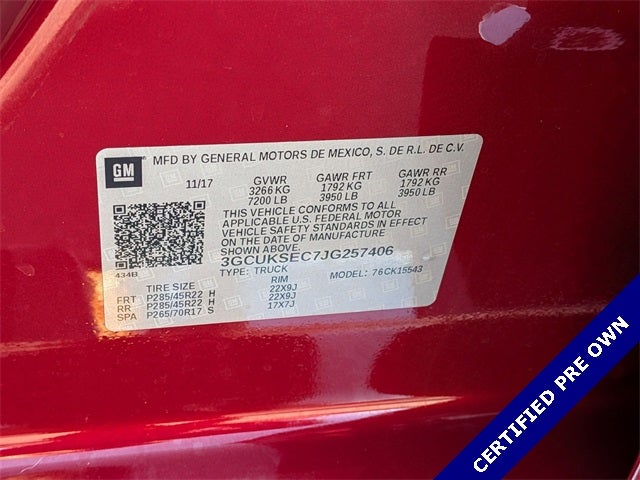 GM
MFD BY GENERAL MOTORS DE MEXICO, S. DE R.L. DE C.V.
11/17 GVWR GAWR FRT GAWR RR
3266 KG 1792 KG 1792 KG
7200 LB 3950 LB 3950 LB
THIS VEHICLE CONFORMS TO ALL
APPLICABLE U.S. FEDERAL MOTOR
VEHICLE SAFETY STANDARDS IN EFFECT
ON THE DATE OF MANUFACTURE
SHOWN ABOVE.
3GCUKSEC7JG257406
434B TYPE: TRUCK MODEL: 76CK15543
TIRE SIZE RIM
FRT P285/45R22 H 22X9J
RR P285/45R22 H 22X9J
SPA P265/70R17 S 17X7J
CERTIFIED PRE OWN